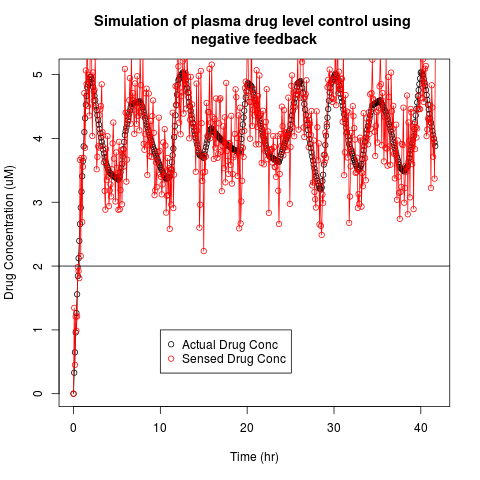 Simulation of plasma drug level control using
negative feedback
Drug Concentration (uM)
5
4
3
2
1
0
Actual Drug Conc
Sensed Drug Conc
0 10 20 30 40
Time (hr)